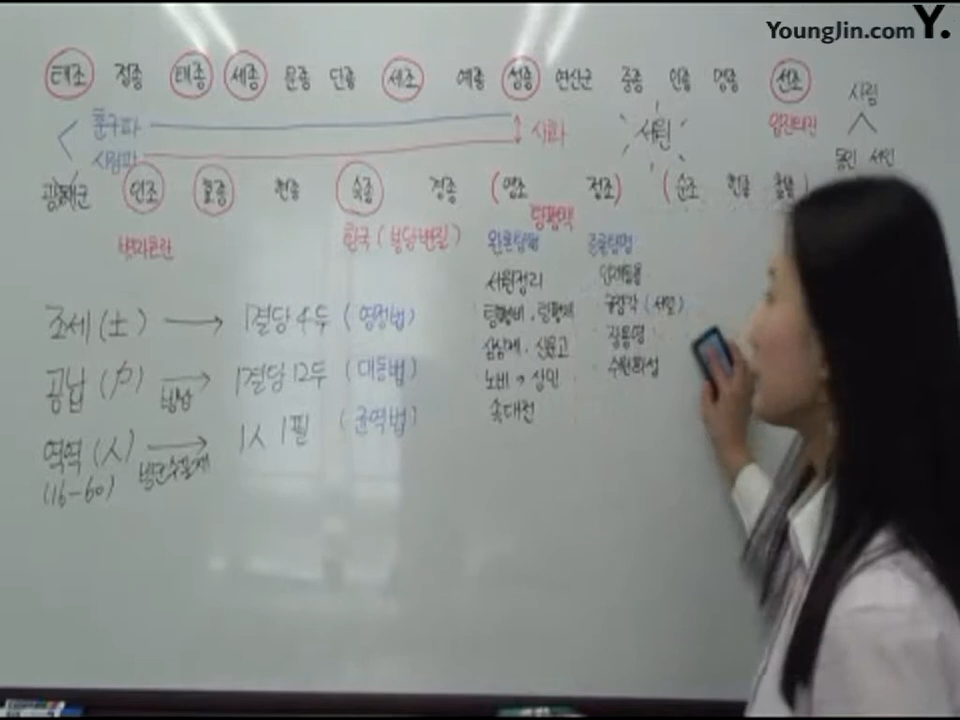 YoungJin.com Y.
태조 정종 태종 세종 문종 단종 세조 예종 성종 연산군 중종 인종 명종 선조
훈구파 사화 서원 임진왜란 사림
사림파 동인 서인
광해군 인조 효종 현종 숙종 경종 (영조 정조) (순조 헌종 철종
탕평책
병자호란 환국 (붕당변질) 완론탕평 준론탕평
서원정리
조세 (土) → 1결당 4두 (영정법) 탕평비, 탕평채 규장각 (서얼)
삼심제, 신문고 장용영
공납 (戶) 방납 → 1결당 12두 (대동법) 노비→상민 수원화성
속대전
역역 (人) → 1人 1필 (균역법)
(16-60)